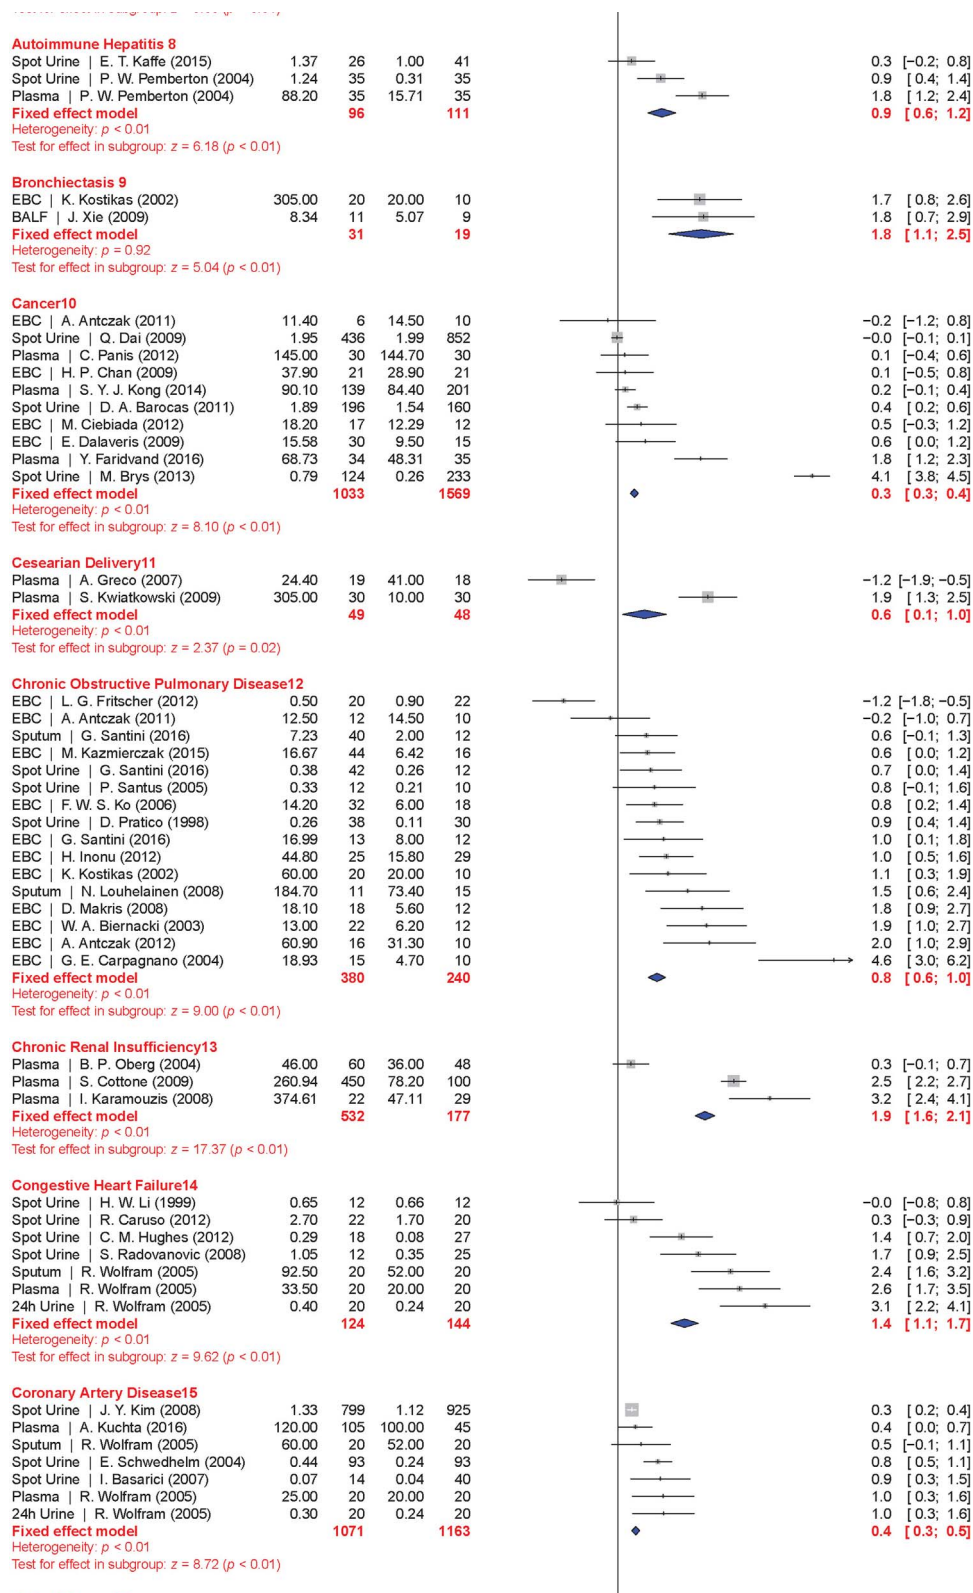 Autoimmune Hepatitis 8
Spot Urine | E. T. Kaffe (2015) 1.37 26 1.00 41 0.3 [−0.2; 0.8]
Spot Urine | P. W. Pemberton (2004) 1.24 35 0.31 35 0.9 [ 0.4; 1.4]
Plasma | P. W. Pemberton (2004) 88.20 35 15.71 35 1.8 [ 1.2; 2.4]
Fixed effect model 96 111 0.9 [ 0.6; 1.2]
Heterogeneity: p < 0.01
Test for effect in subgroup: z = 6.18 (p < 0.01)
Bronchiectasis 9
EBC | K. Kostikas (2002) 305.00 20 20.00 10 1.7 [ 0.8; 2.6]
BALF | J. Xie (2009) 8.34 11 5.07 9 1.8 [ 0.7; 2.9]
Fixed effect model 31 19 1.8 [ 1.1; 2.5]
Heterogeneity: p = 0.92
Test for effect in subgroup: z = 5.04 (p < 0.01)
Cancer10
EBC | A. Antczak (2011) 11.40 6 14.50 10 −0.2 [−1.2; 0.8]
Spot Urine | Q. Dai (2009) 1.95 436 1.99 852 −0.0 [−0.1; 0.1]
Plasma | C. Panis (2012) 145.00 30 144.70 30 0.1 [−0.4; 0.6]
EBC | H. P. Chan (2009) 37.90 21 28.90 21 0.1 [−0.5; 0.8]
Plasma | S. Y. J. Kong (2014) 90.10 139 84.40 201 0.2 [−0.1; 0.4]
Spot Urine | D. A. Barocas (2011) 1.89 196 1.54 160 0.4 [ 0.2; 0.6]
EBC | M. Ciebiada (2012) 18.20 17 12.29 12 0.5 [−0.3; 1.2]
EBC | E. Dalaveris (2009) 15.58 30 9.50 15 0.6 [ 0.0; 1.2]
Plasma | Y. Faridvand (2016) 68.73 34 48.31 35 1.8 [ 1.2; 2.3]
Spot Urine | M. Brys (2013) 0.79 124 0.26 233 4.1 [ 3.8; 4.5]
Fixed effect model 1033 1569 0.3 [ 0.3; 0.4]
Heterogeneity: p < 0.01
Test for effect in subgroup: z = 8.10 (p < 0.01)
Cesearian Delivery11
Plasma | A. Greco (2007) 24.40 19 41.00 18 −1.2 [−1.9; −0.5]
Plasma | S. Kwiatkowski (2009) 305.00 30 10.00 30 1.9 [ 1.3; 2.5]
Fixed effect model 49 48 0.6 [ 0.1; 1.0]
Heterogeneity: p < 0.01
Test for effect in subgroup: z = 2.37 (p = 0.02)
Chronic Obstructive Pulmonary Disease12
EBC | L. G. Fritscher (2012) 0.50 20 0.90 22 −1.2 [−1.8; −0.5]
EBC | A. Antczak (2011) 12.50 12 14.50 10 −0.2 [−1.0; 0.7]
Sputum | G. Santini (2016) 7.23 40 2.00 12 0.6 [−0.1; 1.3]
EBC | M. Kazmierczak (2015) 16.67 44 6.42 16 0.6 [ 0.0; 1.2]
Spot Urine | G. Santini (2016) 0.38 42 0.26 12 0.7 [ 0.0; 1.4]
Spot Urine | P. Santus (2005) 0.33 12 0.21 10 0.8 [−0.1; 1.6]
EBC | F. W. S. Ko (2006) 14.20 32 6.00 18 0.8 [ 0.2; 1.4]
Spot Urine | D. Pratico (1998) 0.26 38 0.11 30 0.9 [ 0.4; 1.4]
EBC | G. Santini (2016) 16.99 13 8.00 12 1.0 [ 0.1; 1.8]
EBC | H. Inonu (2012) 44.80 25 15.80 29 1.0 [ 0.5; 1.6]
EBC | K. Kostikas (2002) 60.00 20 20.00 10 1.1 [ 0.3; 1.9]
Sputum | N. Louhelainen (2008) 184.70 11 73.40 15 1.5 [ 0.6; 2.4]
EBC | D. Makris (2008) 18.10 18 5.60 12 1.8 [ 0.9; 2.7]
EBC | W. A. Biernacki (2003) 13.00 22 6.20 12 1.9 [ 1.0; 2.7]
EBC | A. Antczak (2012) 60.90 16 31.30 10 2.0 [ 1.0; 2.9]
EBC | G. E. Carpagnano (2004) 18.93 15 4.70 10 4.6 [ 3.0; 6.2]
Fixed effect model 380 240 0.8 [ 0.6; 1.0]
Heterogeneity: p < 0.01
Test for effect in subgroup: z = 9.00 (p < 0.01)
Chronic Renal Insufficiency13
Plasma | B. P. Oberg (2004) 46.00 60 36.00 48 0.3 [−0.1; 0.7]
Plasma | S. Cottone (2009) 260.94 450 78.20 100 2.5 [ 2.2; 2.7]
Plasma | I. Karamouzis (2008) 374.61 22 47.11 29 3.2 [ 2.4; 4.1]
Fixed effect model 532 177 1.9 [ 1.6; 2.1]
Heterogeneity: p < 0.01
Test for effect in subgroup: z = 17.37 (p < 0.01)
Congestive Heart Failure14
Spot Urine | H. W. Li (1999) 0.65 12 0.66 12 −0.0 [−0.8; 0.8]
Spot Urine | R. Caruso (2012) 2.70 22 1.70 20 0.3 [−0.3; 0.9]
Spot Urine | C. M. Hughes (2012) 0.29 18 0.08 27 1.4 [ 0.7; 2.0]
Spot Urine | S. Radovanovic (2008) 1.05 12 0.35 25 1.7 [ 0.9; 2.5]
Sputum | R. Wolfram (2005) 92.50 20 52.00 20 2.4 [ 1.6; 3.2]
Plasma | R. Wolfram (2005) 33.50 20 20.00 20 2.6 [ 1.7; 3.5]
24h Urine | R. Wolfram (2005) 0.40 20 0.24 20 3.1 [ 2.2; 4.1]
Fixed effect model 124 144 1.4 [ 1.1; 1.7]
Heterogeneity: p < 0.01
Test for effect in subgroup: z = 9.62 (p < 0.01)
Coronary Artery Disease15
Spot Urine | J. Y. Kim (2008) 1.33 799 1.12 925 0.3 [ 0.2; 0.4]
Plasma | A. Kuchta (2016) 120.00 105 100.00 45 0.4 [ 0.0; 0.7]
Sputum | R. Wolfram (2005) 60.00 20 52.00 20 0.5 [−0.1; 1.1]
Spot Urine | E. Schwedhelm (2004) 0.44 93 0.24 93 0.8 [ 0.5; 1.1]
Spot Urine | I. Basarici (2007) 0.07 14 0.04 40 0.9 [ 0.3; 1.5]
Plasma | R. Wolfram (2005) 25.00 20 20.00 20 1.0 [ 0.3; 1.6]
24h Urine | R. Wolfram (2005) 0.30 20 0.24 20 1.0 [ 0.3; 1.6]
Fixed effect model 1071 1163 0.4 [ 0.3; 0.5]
Heterogeneity: p < 0.01
Test for effect in subgroup: z = 8.72 (p < 0.01)